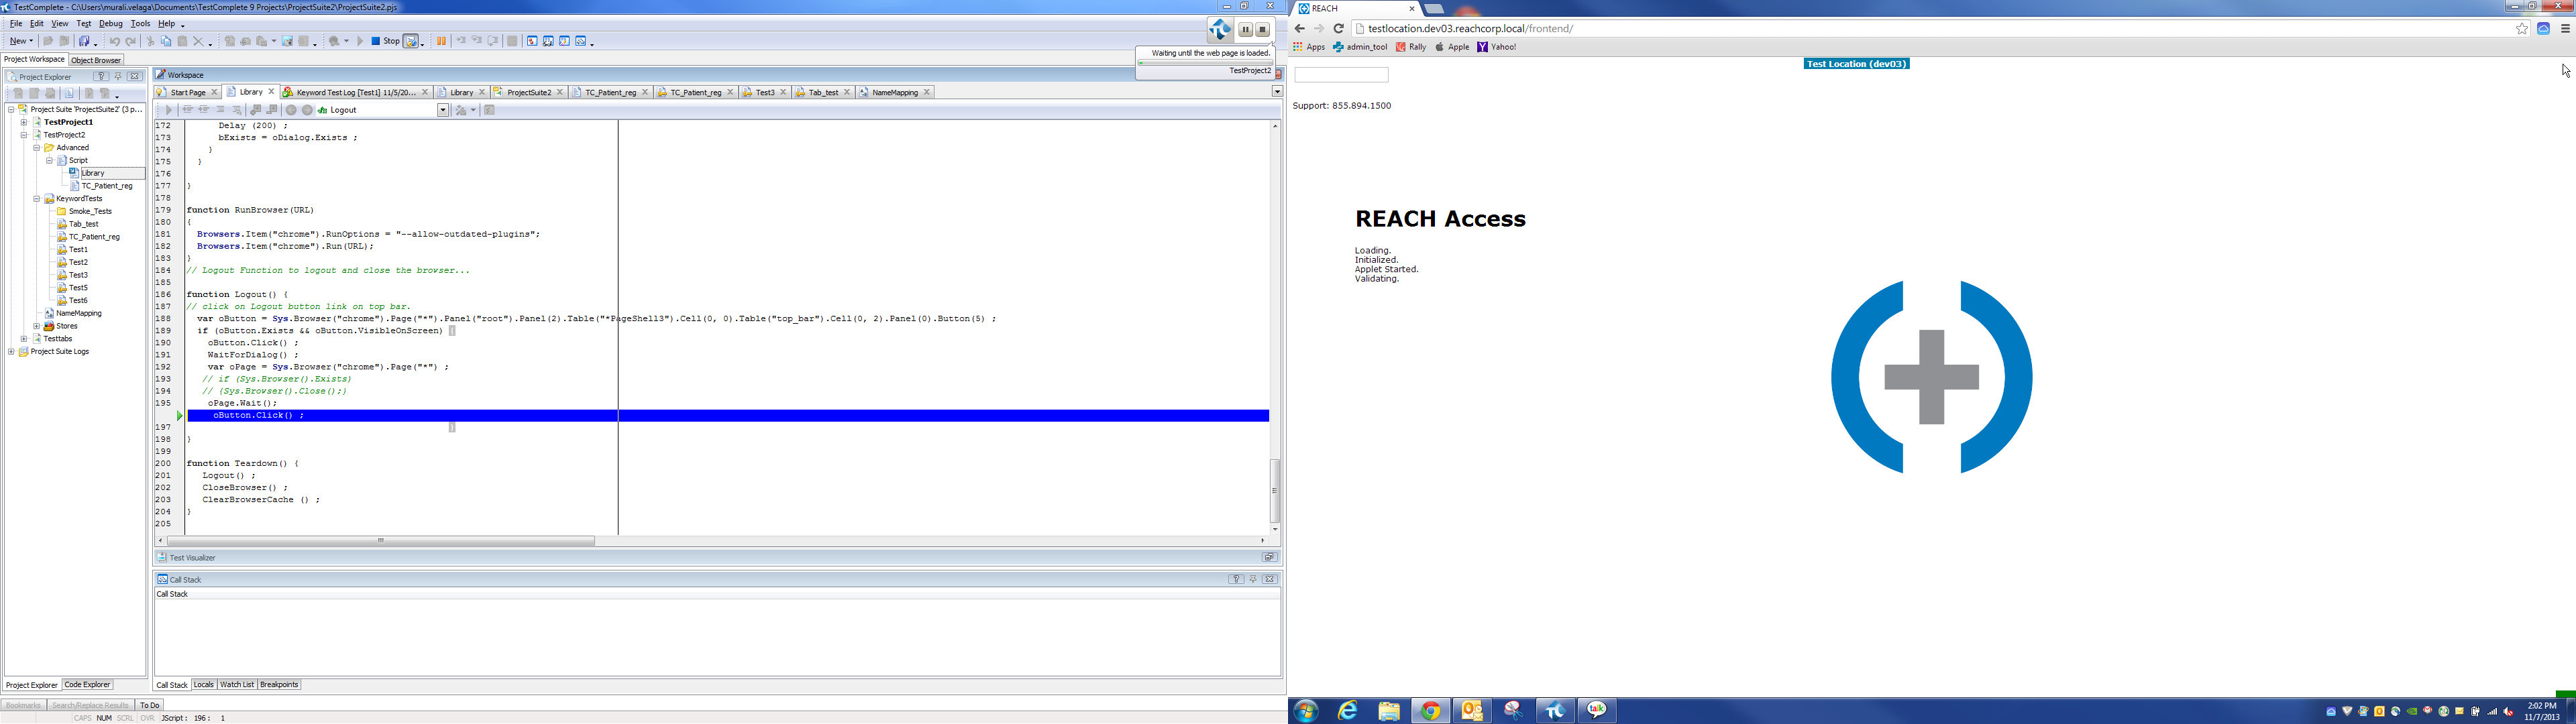 TestComplete - C:\Users\murali.velaga\Documents\TestComplete 9 Projects\ProjectSuite2\ProjectSuite2.pjs
File Edit View Test Debug Tools Help
New Stop
Waiting until the web page is loaded.
TestProject2
Project Workspace Object Browser
Project Explorer
Project Suite 'ProjectSuite2' (3 p...
TestProject1
TestProject2
Advanced
Script
Library
TC_Patient_reg
KeywordTests
Smoke_Tests
Tab_test
TC_Patient_reg
Test1
Test2
Test3
Test5
Test6
NameMapping
Stores
Testtabs
Project Suite Logs
Project Explorer Code Explorer
Workspace
Start Page Library Keyword Test Log [Test1] 11/5/20... Library ProjectSuite2 TC_Patient_reg TC_Patient_reg Test3 Tab_test NameMapping
Logout
172 Delay (200) ;
173 bExists = oDialog.Exists ;
174 }
175 }
176
177 }
178
179 function RunBrowser(URL)
180 {
181 Browsers.Item("chrome").RunOptions = "--allow-outdated-plugins";
182 Browsers.Item("chrome").Run(URL);
183 }
184 // Logout Function to logout and close the browser...
185
186 function Logout() {
187 // click on Logout button link on top bar.
188 var oButton = Sys.Browser("chrome").Page("*").Panel("root").Panel(2).Table("*PageShell3").Cell(0, 0).Table("top_bar").Cell(0, 2).Panel(0).Button(5) ;
189 if (oButton.Exists && oButton.VisibleOnScreen) {
190 oButton.Click() ;
191 WaitForDialog() ;
192 var oPage = Sys.Browser("chrome").Page("*") ;
193 // if (Sys.Browser().Exists)
194 // (Sys.Browser().Close();)
195 oPage.Wait();
oButton.Click() ;
197 }
198 }
199
200 function Teardown() {
201 Logout() ;
202 CloseBrowser() ;
203 ClearBrowserCache () ;
204 }
205
Test Visualizer
Call Stack
Call Stack
Call Stack Locals Watch List Breakpoints
Bookmarks Search/Replace Results To Do
CAPS NUM SCRL OVR JScript : 196 : 1
REACH
testlocation.dev03.reachcorp.local/frontend/
Apps admin_tool Rally Apple Yahoo!
Test Location (dev03)
Support: 855.894.1500
REACH Access
Loading.
Initialized.
Applet Started.
Validating.
talk
2:02 PM
11/7/2013